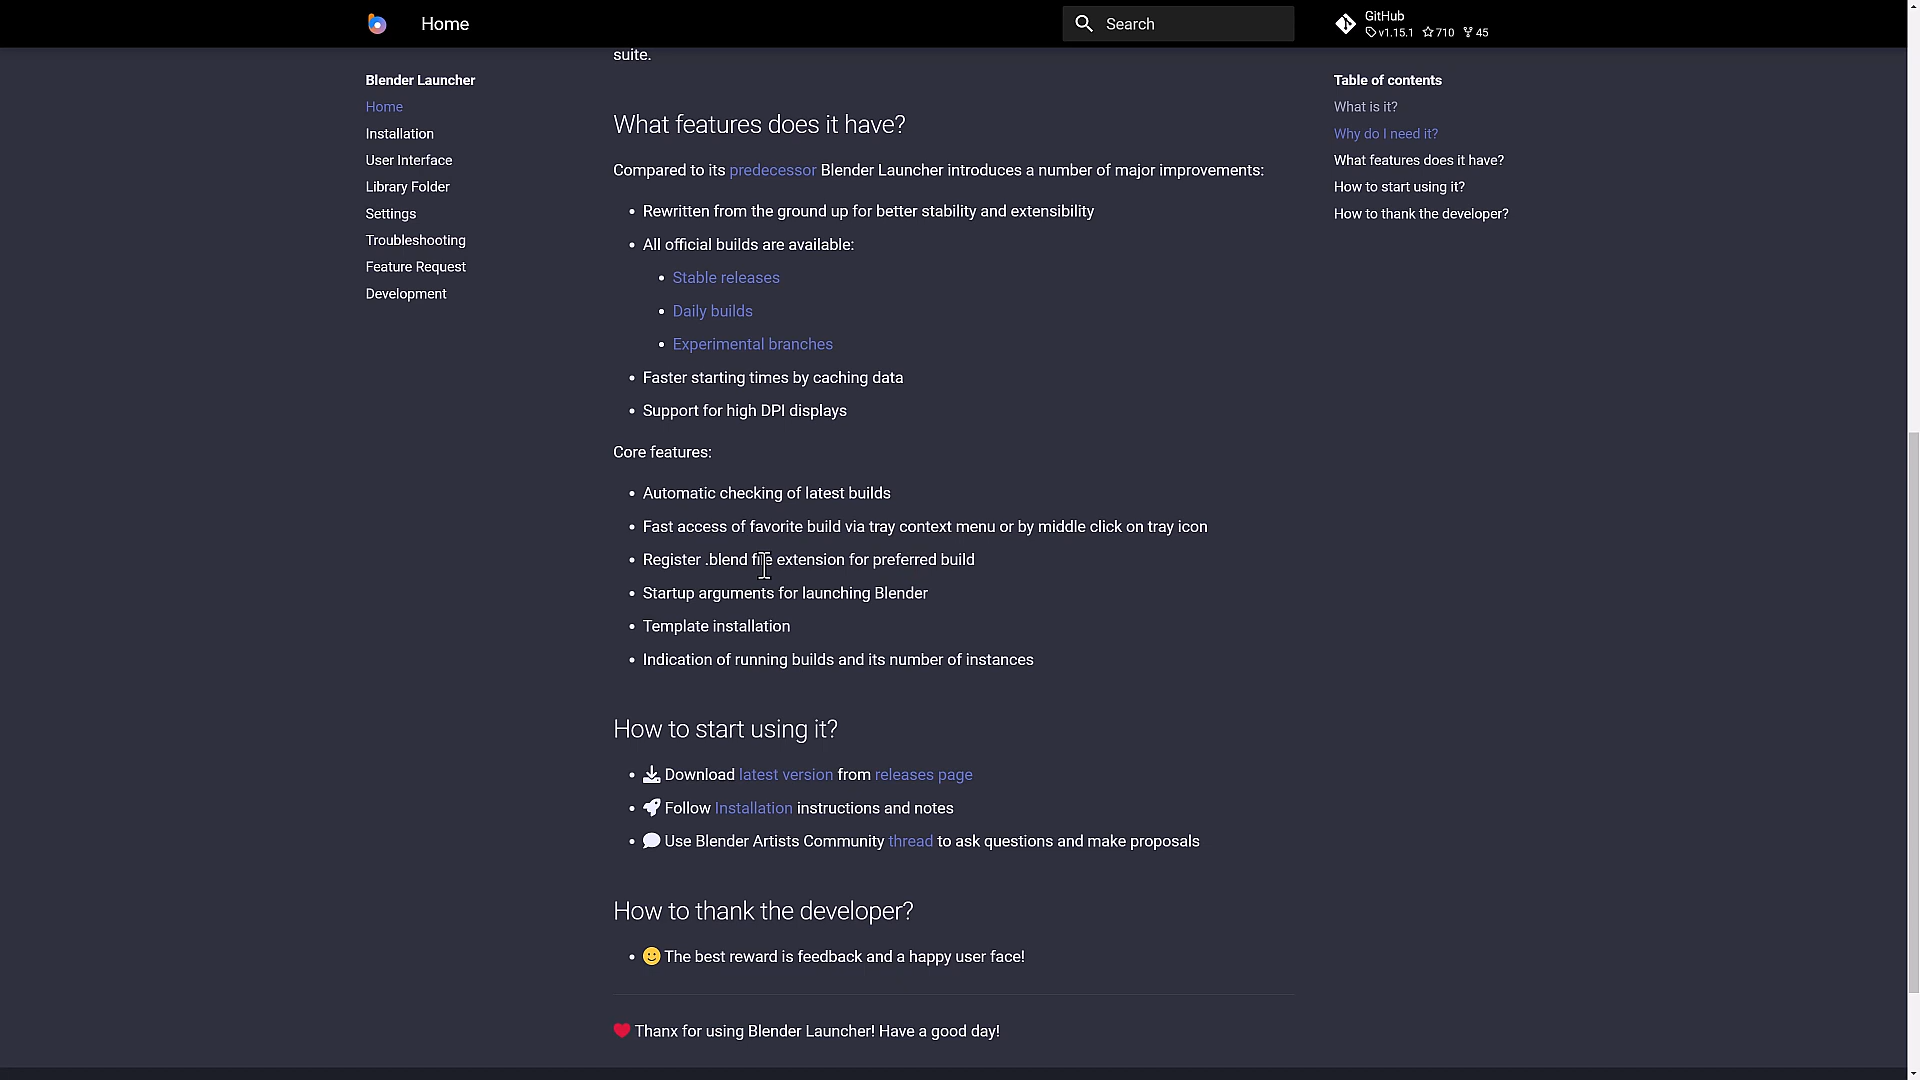 Home
Search
GitHub
v1.15.1 710 45
suite.
Blender Launcher
Home
Installation
User Interface
Library Folder
Settings
Troubleshooting
Feature Request
Development
What features does it have?
Compared to its predecessor Blender Launcher introduces a number of major improvements:
Rewritten from the ground up for better stability and extensibility
All official builds are available:
Stable releases
Daily builds
Experimental branches
Faster starting times by caching data
Support for high DPI displays
Core features:
Automatic checking of latest builds
Fast access of favorite build via tray context menu or by middle click on tray icon
Register .blend file extension for preferred build
Startup arguments for launching Blender
Template installation
Indication of running builds and its number of instances
How to start using it?
Download latest version from releases page
Follow Installation instructions and notes
Use Blender Artists Community thread to ask questions and make proposals
How to thank the developer?
The best reward is feedback and a happy user face!
Thanx for using Blender Launcher! Have a good day!
Table of contents
What is it?
Why do I need it?
What features does it have?
How to start using it?
How to thank the developer?